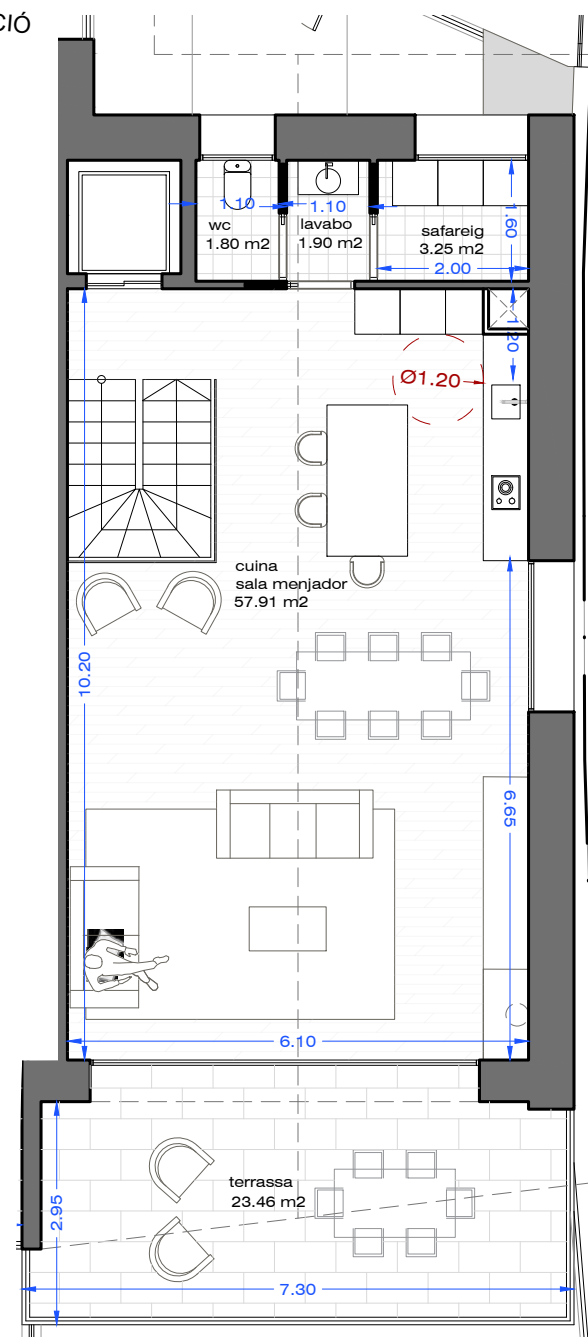 CIÓ
1.10
1.10
wc
1.80 m2
lavabo
1.90 m2
safareig
3.25 m2
1.60
2.00
1.20
Ø1.20
cuina
sala menjador
57.91 m2
10.20
6.65
6.10
terrassa
23.46 m2
2.95
7.30